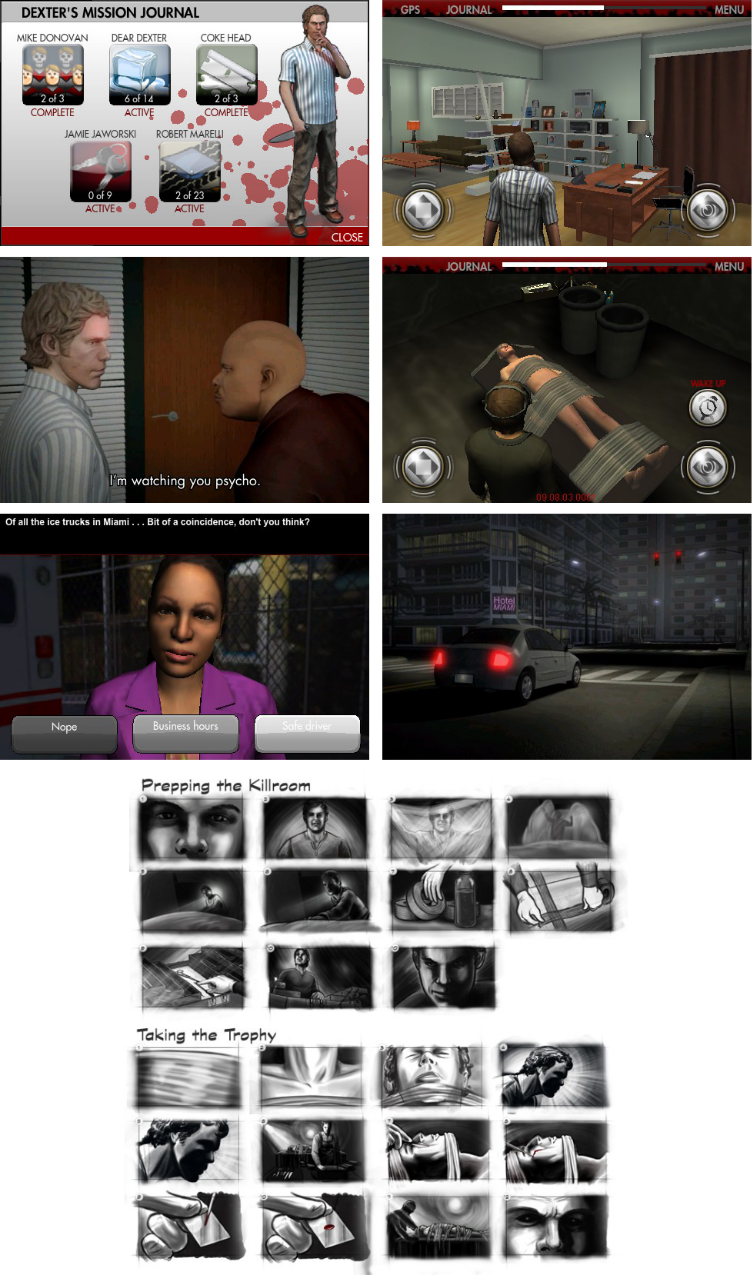 DEXTER'S MISSION JOURNAL
MIKE DONOVAN
DEAR DEXTER
COKE HEAD
2 of 3
6 of 14
2 of 3
COMPLETE
ACTIVE
COMPLETE
JAMIE JAWORSKI
ROBERT MARELLI
0 of 9
2 of 23
ACTIVE
ACTIVE
CLOSE
GPS JOURNAL MENU
I'm watching you psycho.
JOURNAL MENU
WAKE UP
Of all the ice trucks in Miami . . . Bit of a coincidence, don't you think?
Nope
Business hours
Safe driver
Hotel
MIAMI
Prepping the Killroom
Taking the Trophy